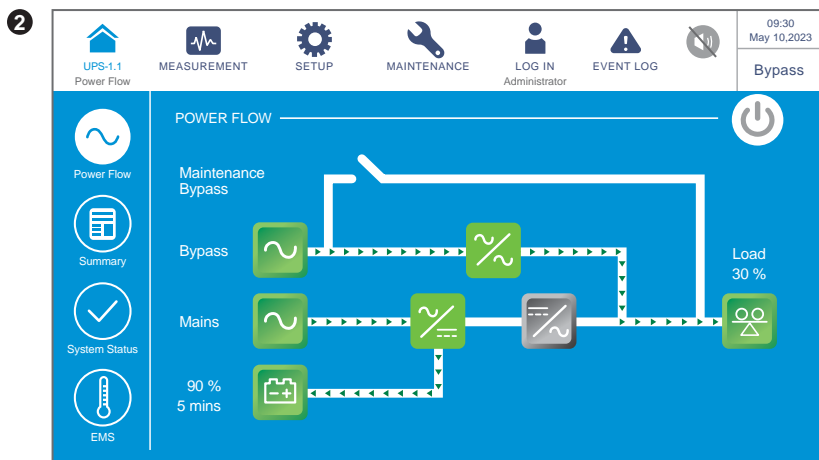 2
UPS-1.1
Power Flow
MEASUREMENT
SETUP
MAINTENANCE
LOG IN
Administrator
EVENT LOG
09:30
May 10,2023
Bypass
POWER FLOW
Power Flow
Summary
System Status
EMS
Maintenance
Bypass
Bypass
Mains
90 %
5 mins
Load
30 %